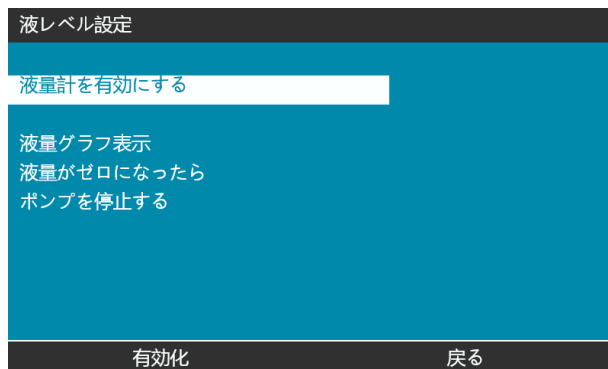 液レベル設定
液量計を有効にする
液量グラフ表示
液量がゼロになったら
ポンプを停止する
有効化
戻る